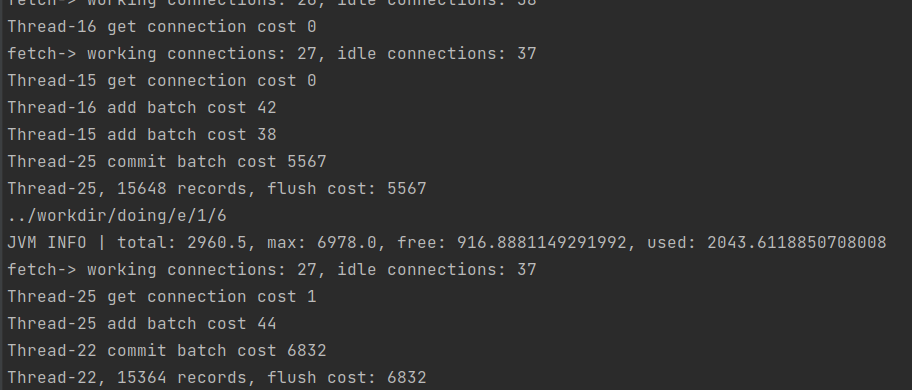 fetch-> working connections: 26, idle connections: 38
Thread-16 get connection cost 0
fetch-> working connections: 27, idle connections: 37
Thread-15 get connection cost 0
Thread-16 add batch cost 42
Thread-15 add batch cost 38
Thread-25 commit batch cost 5567
Thread-25, 15648 records, flush cost: 5567
../workdir/doing/e/1/6
JVM INFO | total: 2960.5, max: 6978.0, free: 916.8881149291992, used: 2043.6118850708008
fetch-> working connections: 27, idle connections: 37
Thread-25 get connection cost 1
Thread-25 add batch cost 44
Thread-22 commit batch cost 6832
Thread-22, 15364 records, flush cost: 6832